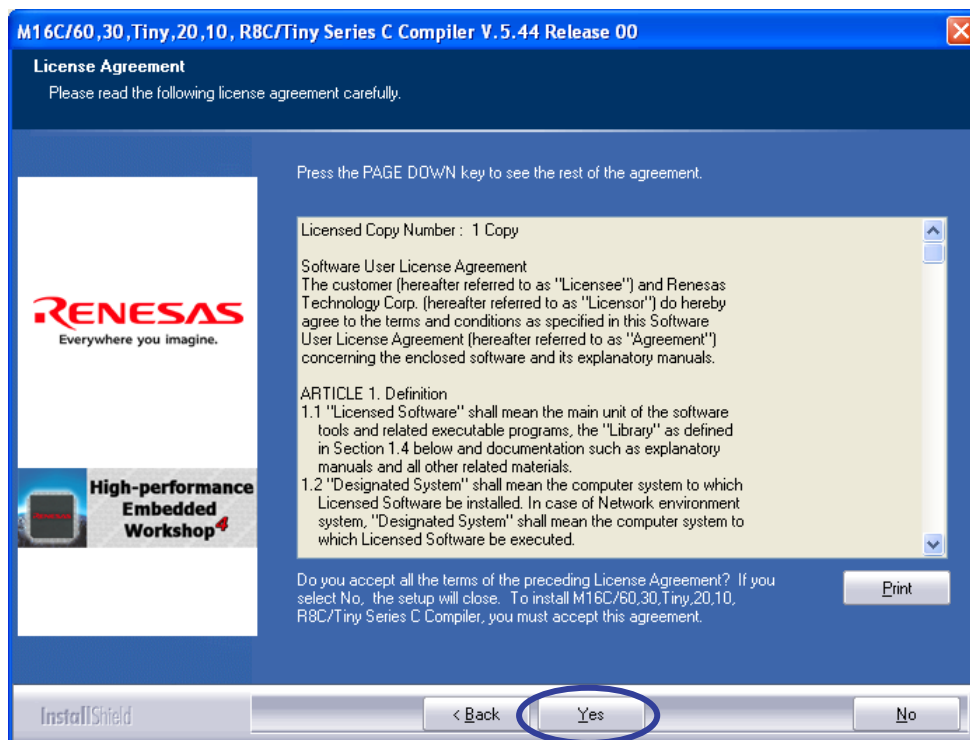 M16C/60,30,Tiny,20,10, R8C/Tiny Series C Compiler V.5.44 Release 00
License Agreement
Please read the following license agreement carefully.
Press the PAGE DOWN key to see the rest of the agreement.
Licensed Copy Number : 1 Copy
Software User License Agreement
The customer (hereafter referred to as "Licensee") and Renesas
Technology Corp. (hereafter referred to as "Licensor") do hereby
agree to the terms and conditions as specified in this Software
User License Agreement (hereafter referred to as "Agreement")
concerning the enclosed software and its explanatory manuals.
ARTICLE 1. Definition
1.1 "Licensed Software" shall mean the main unit of the software
tools and related executable programs, the "Library" as defined
in Section 1.4 below and documentation such as explanatory
manuals and all other related materials.
1.2 "Designated System" shall mean the computer system to which
Licensed Software be installed. In case of Network environment
system, "Designated System" shall mean the computer system to
which Licensed Software be executed.
RENESAS
Everywhere you imagine.
RENESAS
High-performance
Embedded
Workshop 4
Do you accept all the terms of the preceding License Agreement? If you
select No, the setup will close. To install M16C/60,30,Tiny,20,10,
R8C/Tiny Series C Compiler, you must accept this agreement.
Print
InstallShield
< Back
Yes
No